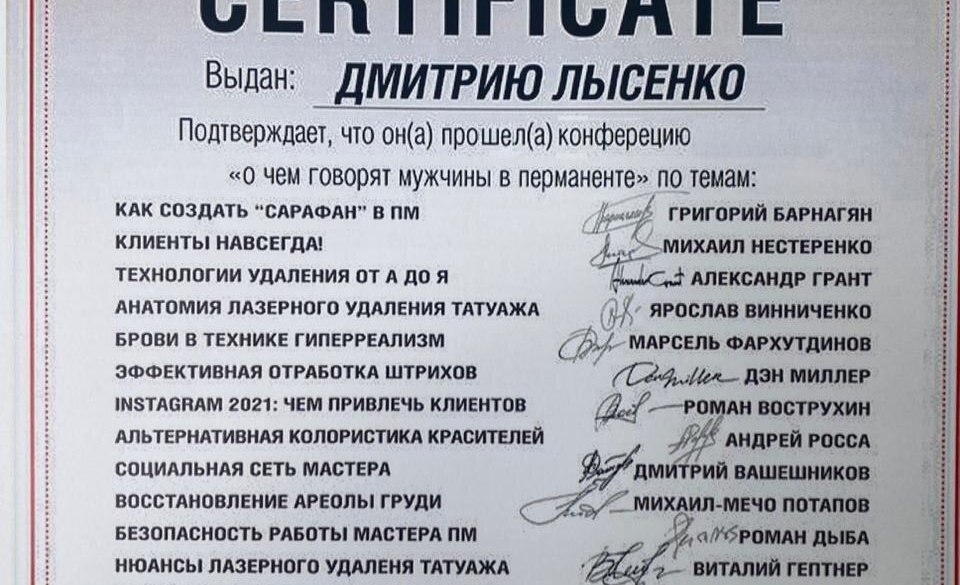 CERTIFICATE
Выдан: ДМИТРИЮ ЛЫСЕНКО
Подтверждает, что он(а) прошел(а) конферецию
«о чем говорят мужчины в перманенте» по темам:
КАК СОЗДАТЬ "САРАФАН" В ПМ ГРИГОРИЙ БАРНАГЯН
КЛИЕНТЫ НАВСЕГДА! МИХАИЛ НЕСТЕРЕНКО
ТЕХНОЛОГИИ УДАЛЕНИЯ ОТ А ДО Я АЛЕКСАНДР ГРАНТ
АНАТОМИЯ ЛАЗЕРНОГО УДАЛЕНИЯ ТАТУАЖА ЯРОСЛАВ ВИННИЧЕНКО
БРОВИ В ТЕХНИКЕ ГИПЕРРЕАЛИЗМ МАРСЕЛЬ ФАРХУТДИНОВ
ЭФФЕКТИВНАЯ ОТРАБОТКА ШТРИХОВ ДЭН МИЛЛЕР
INSTAGRAM 2021: ЧЕМ ПРИВЛЕЧЬ КЛИЕНТОВ РОМАН ВОСТРУХИН
АЛЬТЕРНАТИВНАЯ КОЛОРИСТИКА КРАСИТЕЛЕЙ АНДРЕЙ РОССА
СОЦИАЛЬНАЯ СЕТЬ МАСТЕРА ДМИТРИЙ ВАШЕШНИКОВ
ВОССТАНОВЛЕНИЕ АРЕОЛЫ ГРУДИ МИХАИЛ-МЕЧО ПОТАПОВ
БЕЗОПАСНОСТЬ РАБОТЫ МАСТЕРА ПМ РОМАН ДЫБА
НЮАНСЫ ЛАЗЕРНОГО УДАЛЕНЯ ТАТУАЖА ВИТАЛИЙ ГЕПТНЕР